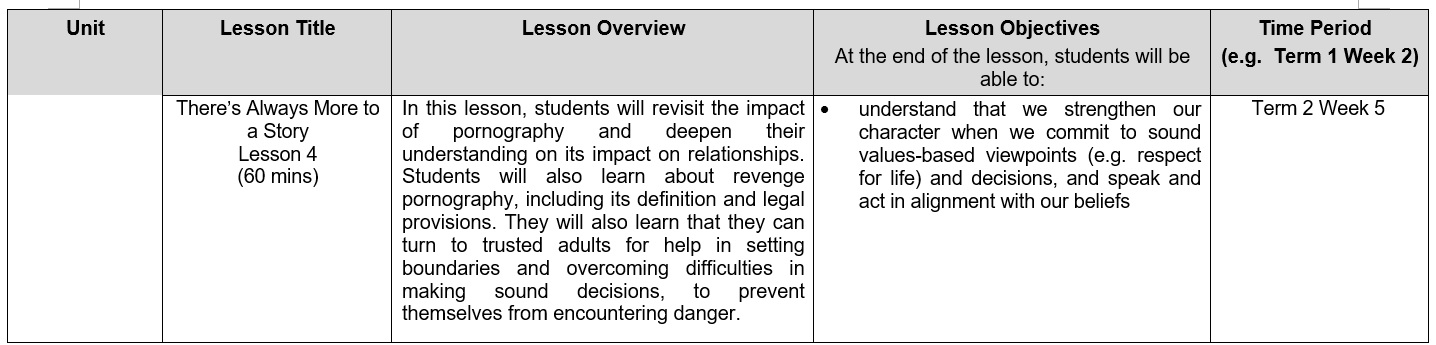 Unit
Lesson Title
Lesson Overview
Lesson Objectives
At the end of the lesson, students will be
able to:
Time Period
(e.g. Term 1 Week 2)
There's Always More to
a Story
Lesson 4
(60 mins)
In this lesson, students will revisit the impact
of pornography and deepen their
understanding on its impact on relationships.
Students will also learn about revenge
pornography, including its definition and legal
provisions. They will also learn that they can
turn to trusted adults for help in setting
boundaries and overcoming difficulties in
making sound decisions, to prevent
themselves from encountering danger.
• understand that we strengthen our
character when we commit to sound
values-based viewpoints (e.g. respect
for life) and decisions, and speak and
act in alignment with our beliefs
Term 2 Week 5